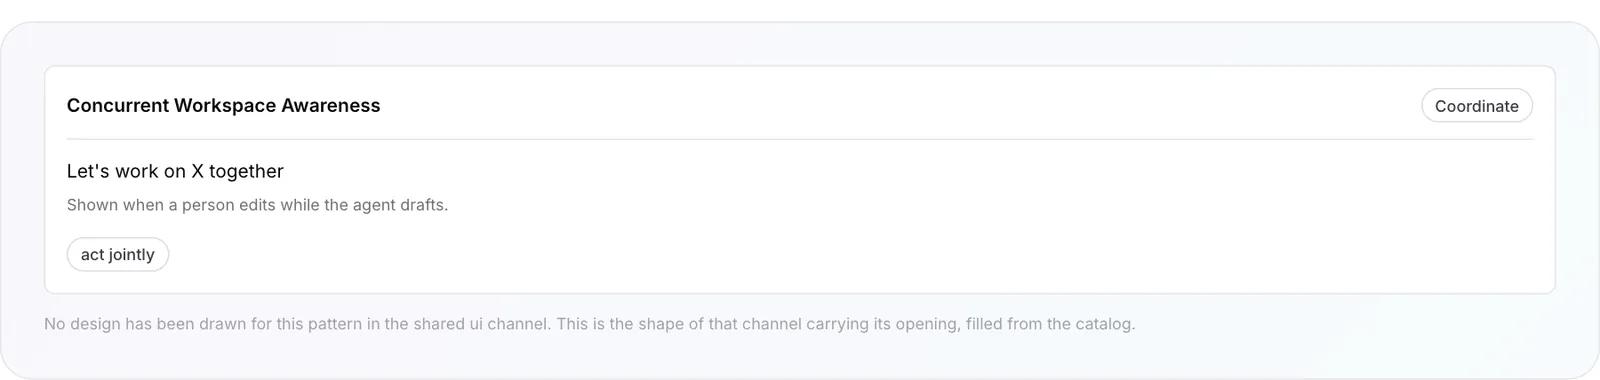 Concurrent Workspace Awareness
Coordinate
Let's work on X together
Shown when a person edits while the agent drafts.
act jointly
No design has been drawn for this pattern in the shared ui channel. This is the shape of that channel carrying its opening, filled from the catalog.